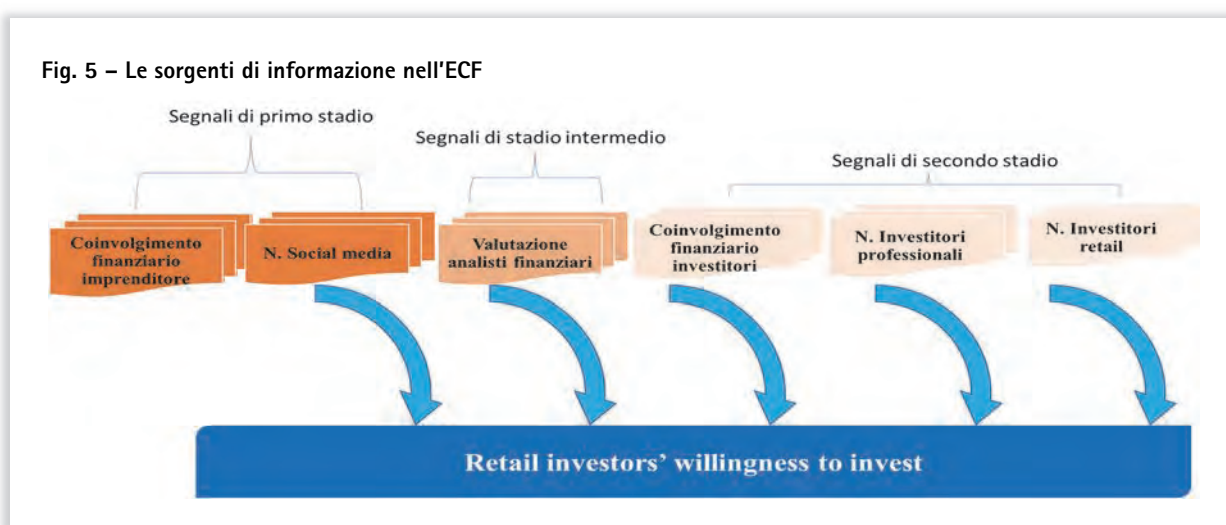 Fig. 5 – Le sorgenti di informazione nell'ECF
Segnali di primo stadio
Segnali di stadio intermedio
Segnali di secondo stadio
Coinvolgimento
finanziario
imprenditore
N. Social media
Valutazione
analisti finanziari
Coinvolgimento
finanziario
investitori
N. Investitori
professionali
N. Investitori
retail
Retail investors' willingness to invest